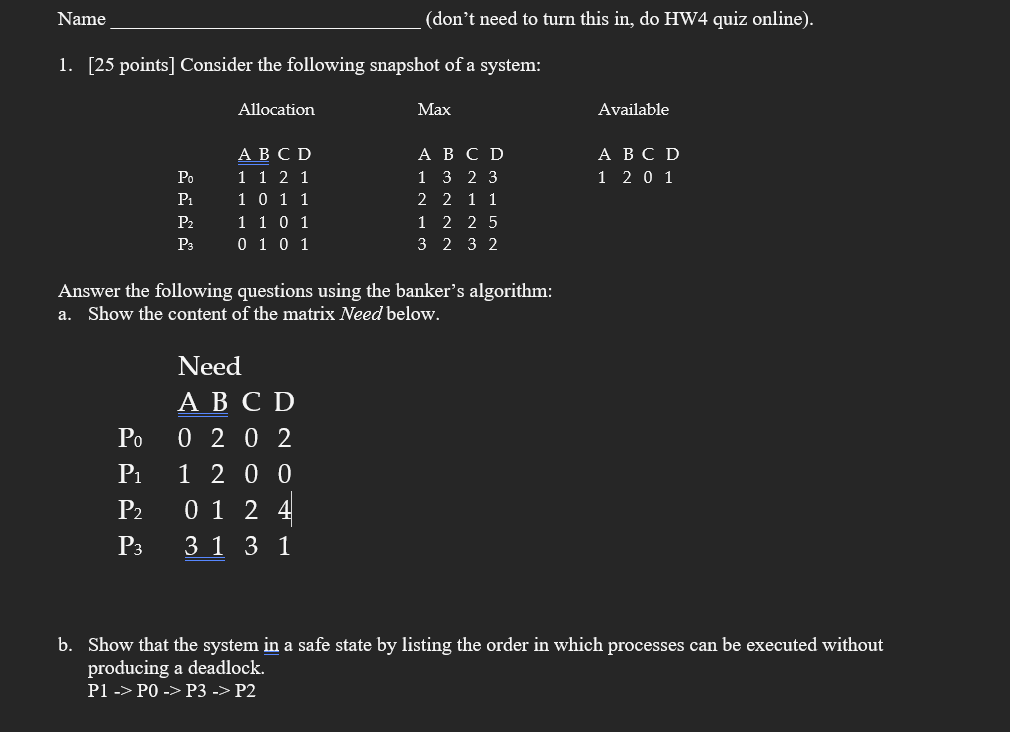 Name _______________________________ (don’t need to turn this in, do HW4 quiz online).
1. [25 points] Consider the following snapshot of a system:
Allocation Max Available
A B C D A B C D A B C D
P0 1 1 2 1 1 3 2 3 1 2 0 1
P1 1 0 1 1 2 2 1 1
P2 1 1 0 1 1 2 2 5
P3 0 1 0 1 3 2 3 2
Answer the following questions using the banker’s algorithm:
a. Show the content of the matrix Need below.
Need
A B C D
P0 0 2 0 2
P1 1 2 0 0
P2 0 1 2 4
P3 3 1 3 1
b. Show that the system in a safe state by listing the order in which processes can be executed without
producing a deadlock.
P1 -> P0 -> P3 -> P2